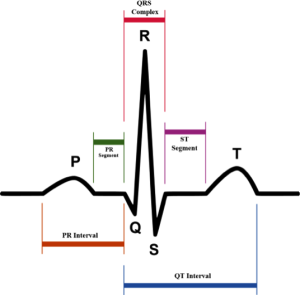 QRS
Complex
R
PR
Segment
ST
Segment
P
T
Q
S
PR Interval
QT Interval